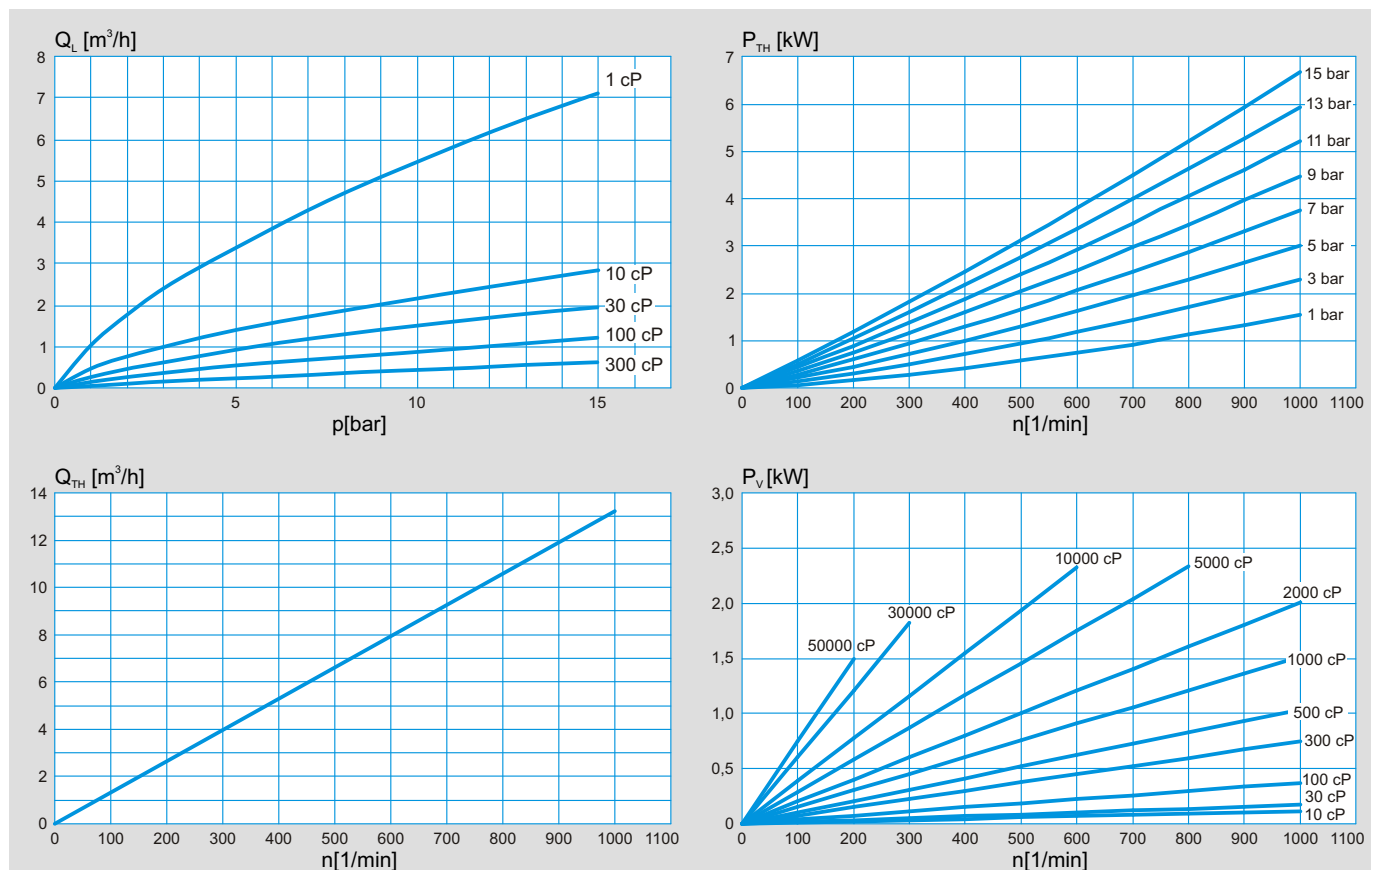 Q_L [m³/h]
8
7
6
5
4
3
2
1
0
1 cP
10 cP
30 cP
100 cP
300 cP
0 5 10 15
p[bar]
P_TH [kW]
7
6
5
4
3
2
1
0
15 bar
13 bar
11 bar
9 bar
7 bar
5 bar
3 bar
1 bar
0 100 200 300 400 500 600 700 800 900 1000 1100
n[1/min]
Q_TH [m³/h]
14
12
10
8
6
4
2
0
0 100 200 300 400 500 600 700 800 900 1000 1100
n[1/min]
P_V [kW]
3,0
2,5
2,0
1,5
1,0
0,5
0
50000 cP
30000 cP
10000 cP
5000 cP
2000 cP
1000 cP
500 cP
300 cP
100 cP
30 cP
10 cP
0 100 200 300 400 500 600 700 800 900 1000 1100
n[1/min]